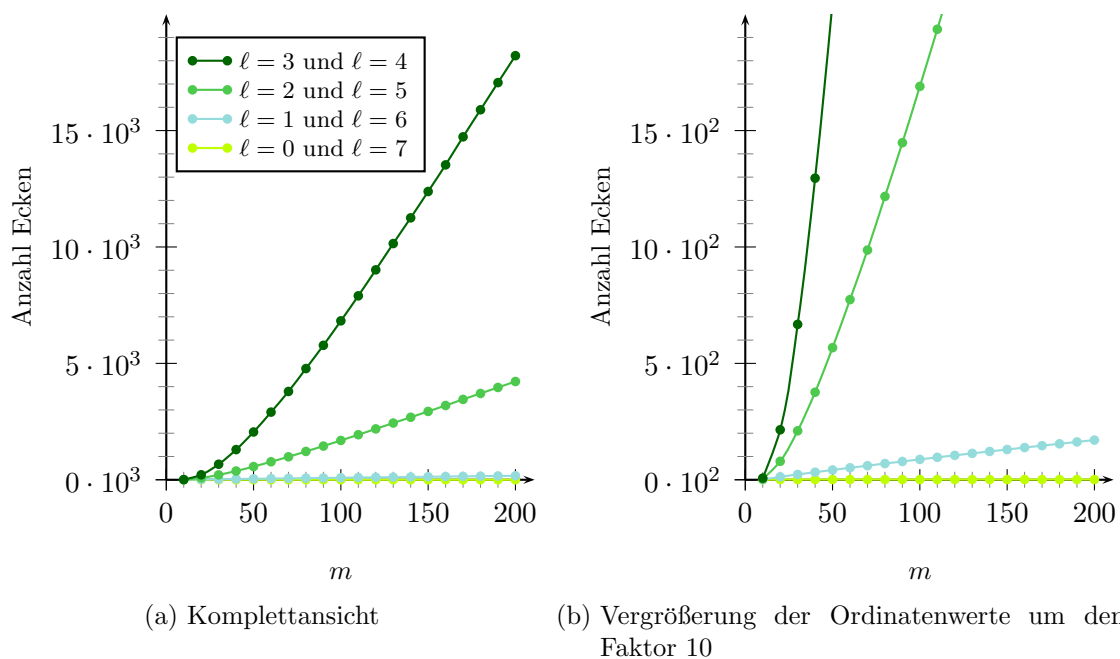 ℓ = 3 und ℓ = 4
ℓ = 2 und ℓ = 5
ℓ = 1 und ℓ = 6
ℓ = 0 und ℓ = 7
Anzahl Ecken
15 · 10³
10 · 10³
5 · 10³
0 · 10³
0 50 100 150 200
m
(a) Komplettansicht
Anzahl Ecken
15 · 10²
10 · 10²
5 · 10²
0 · 10²
0 50 100 150 200
m
(b) Vergrößerung der Ordinatenwerte um den
Faktor 10